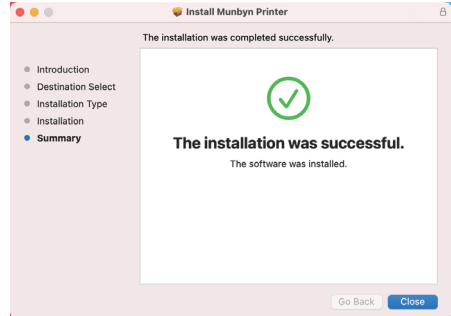 Install Munbyn Printer
The installation was completed successfully.
Introduction
Destination Select
Installation Type
Installation
Summary
The installation was successful.
The software was installed.
Go Back
Close